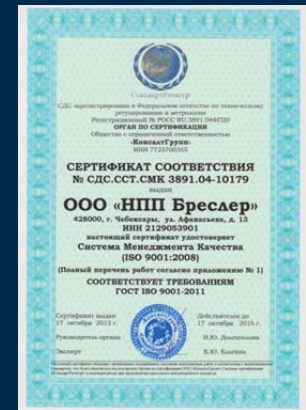 СДС зарегистрирована в Федеральном агентстве по техническому
регулированию и метрологии
Регистрационный № РОСС RU.3891.04ФГЦ0
ОРГАН ПО СЕРТИФИКАЦИИ
Общество с ограниченной ответственностью
«КонсалтГрупп»
ИНН 7735700355
СЕРТИФИКАТ СООТВЕТСТВИЯ
№ СДС.ССТ.СМК 3891.04-10179
выдан
ООО «НПП Бреслер»
428000, г. Чебоксары, ул. Афанасьева, д. 13
ИНН 2129053901
настоящий сертификат удостоверяет
Система Менеджмента Качества
(ISO 9001:2008)
(Полный перечень работ согласно приложению № 1)
СООТВЕТСТВУЕТ ТРЕБОВАНИЯМ
ГОСТ ISO 9001-2011
Сертификат выдан
17 октября 2013 г.
Действителен до
17 октября 2016 г.
Руководитель органа
Эксперт